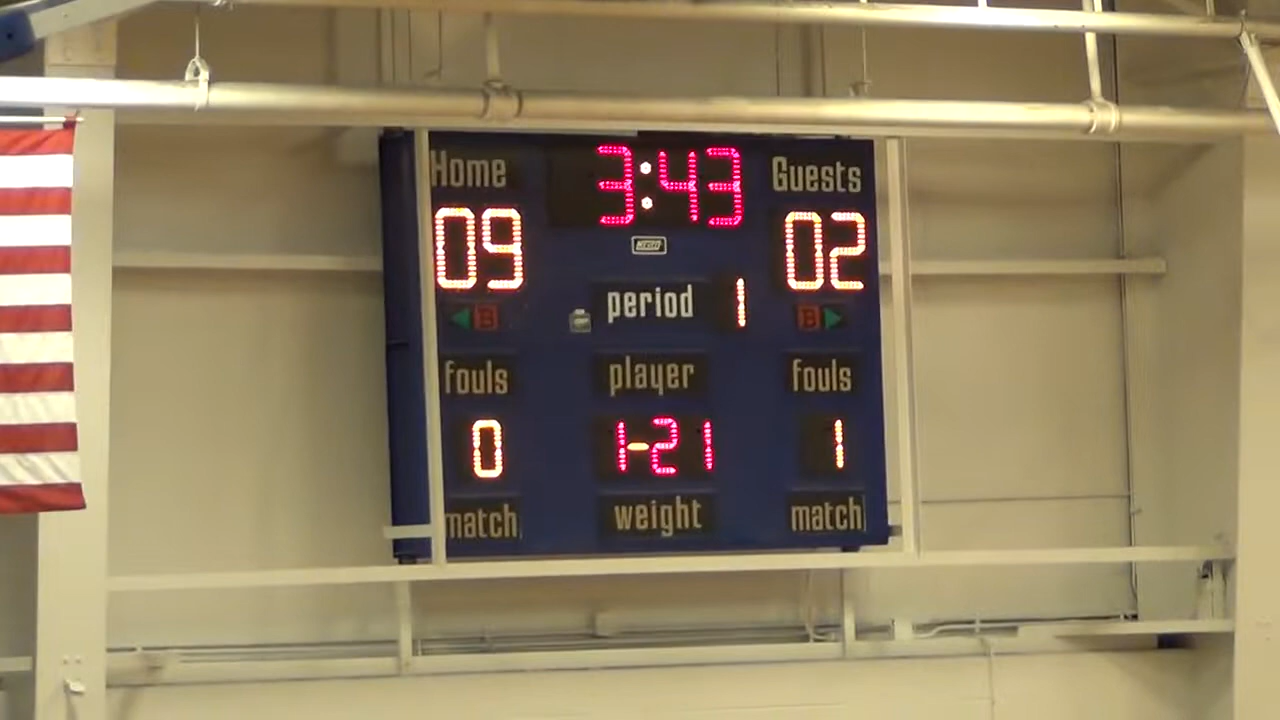 Home 3:43 Guests
09 02
period 1
B B
fouls player fouls
0 1-21 1
match weight match